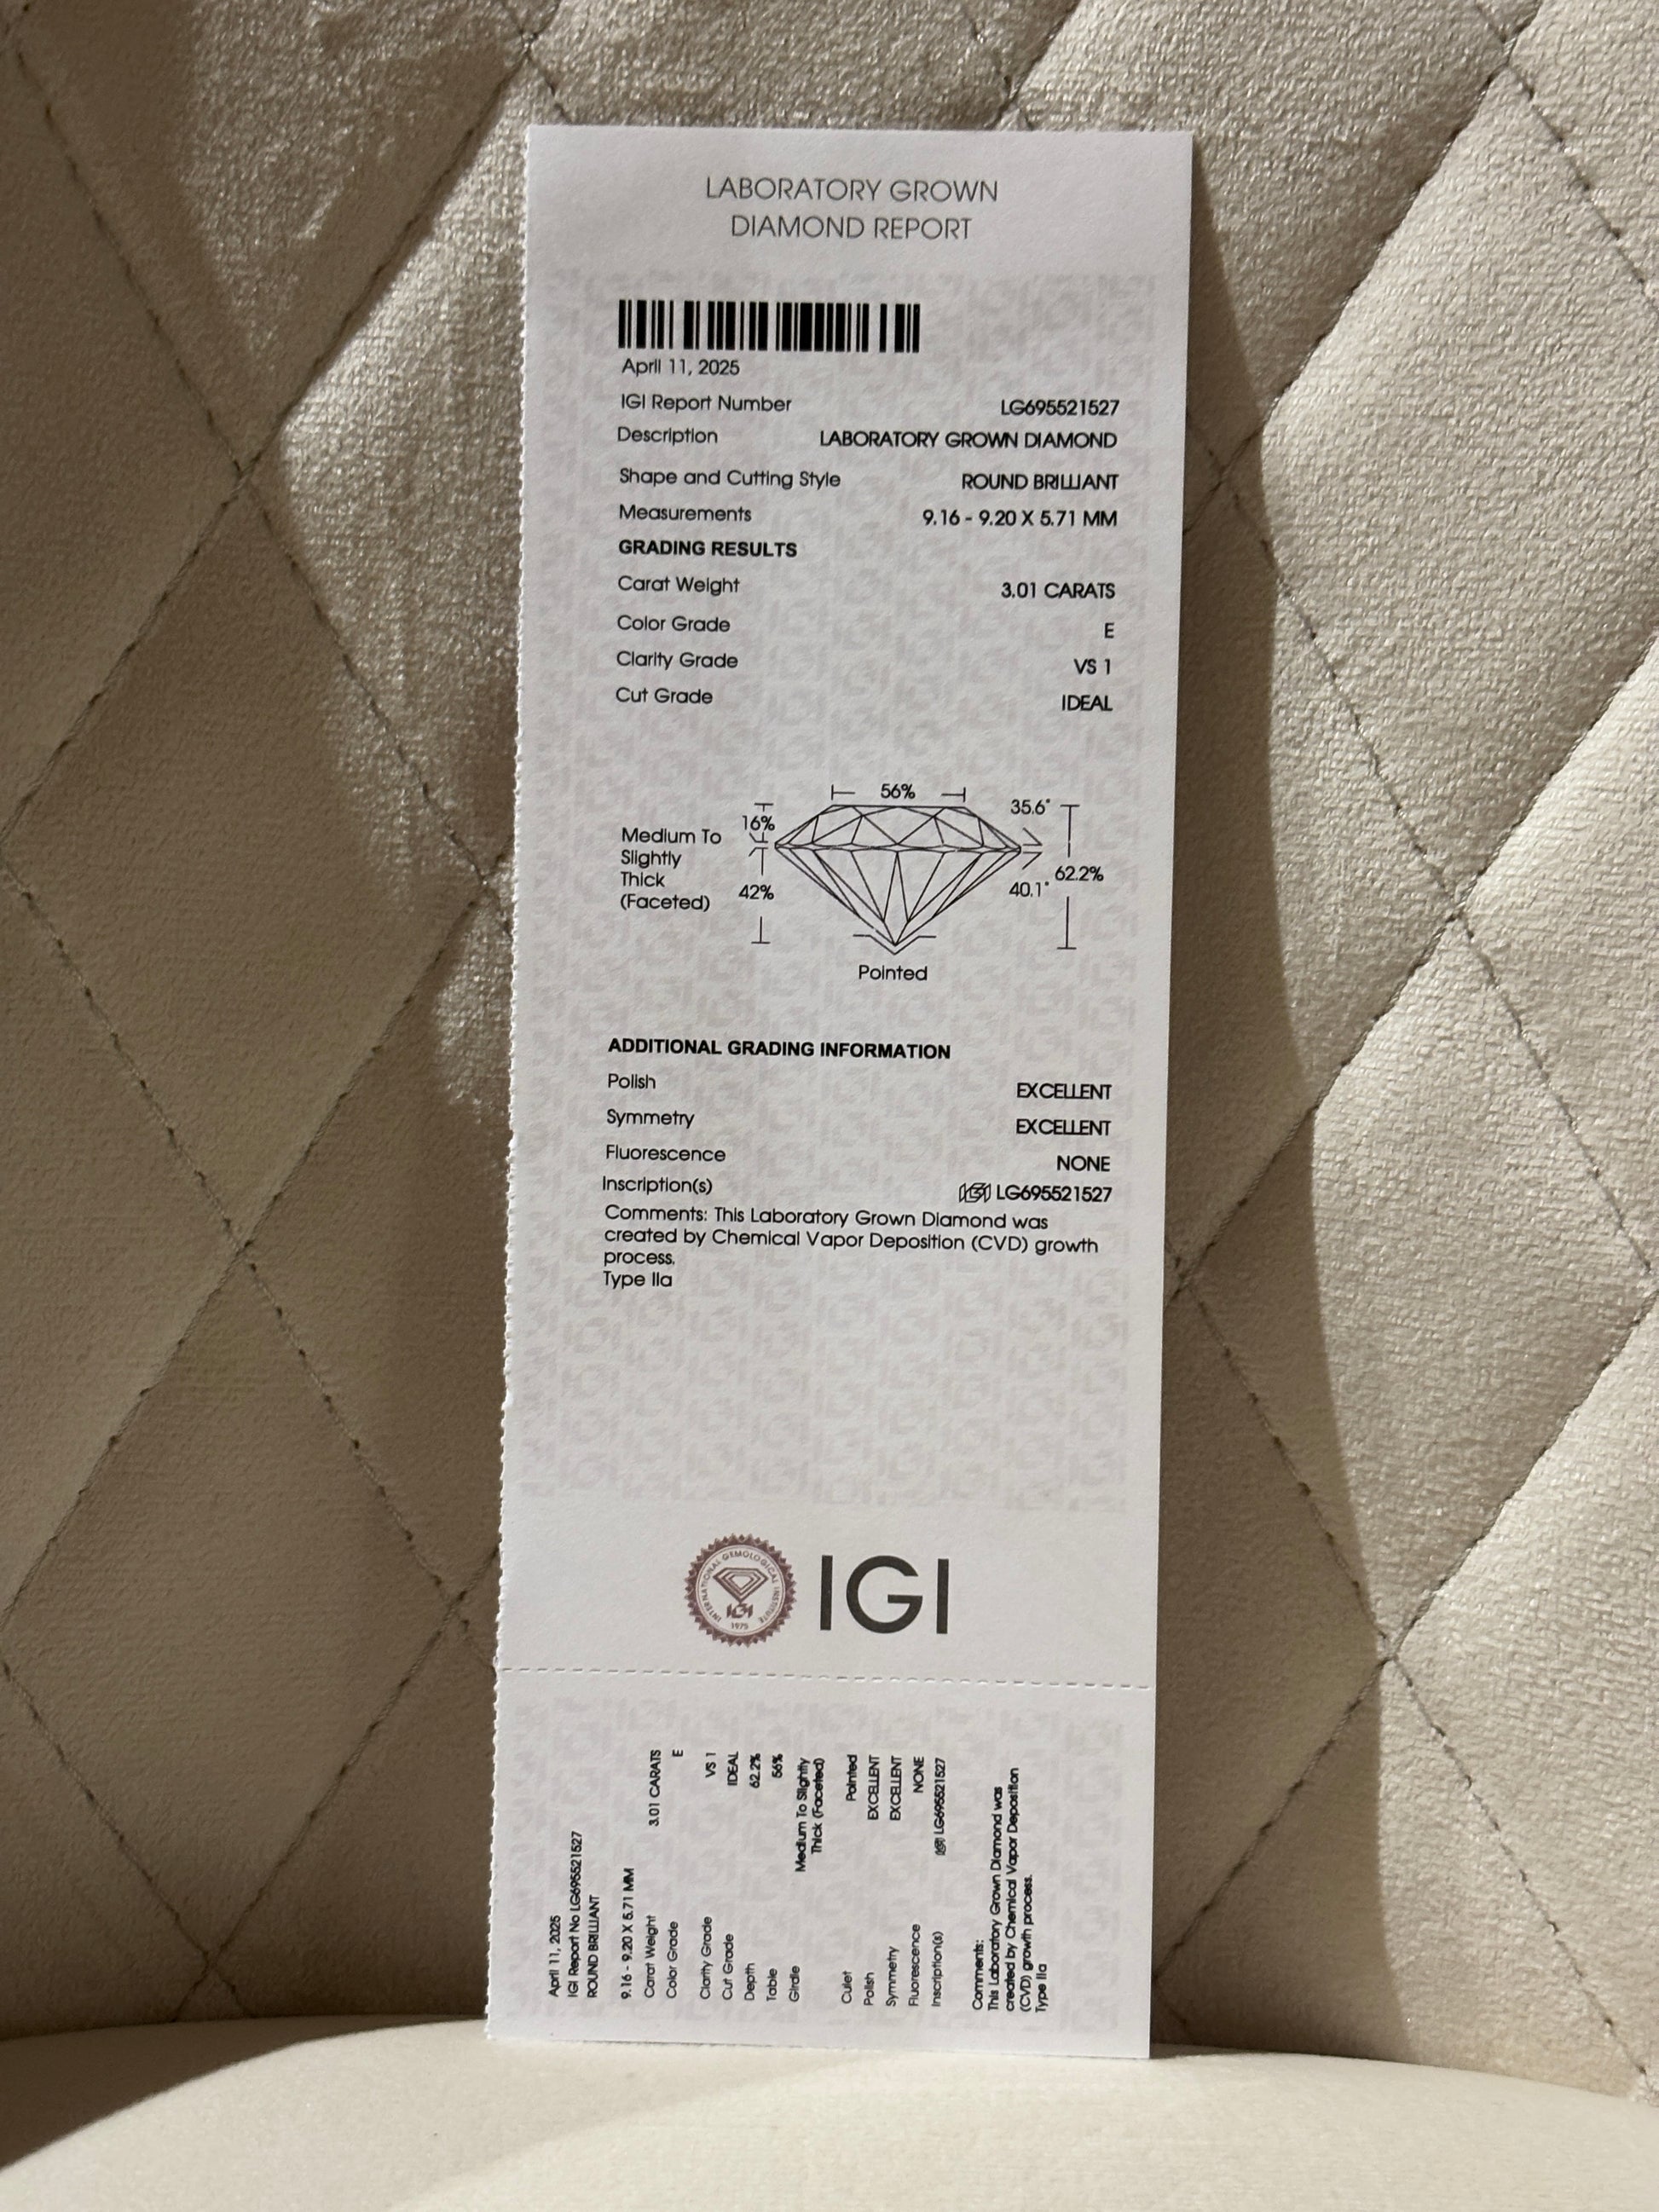 LABORATORY GROWN
DIAMOND REPORT
April 11, 2025
IGI Report Number LG695521527
Description LABORATORY GROWN DIAMOND
Shape and Cutting Style ROUND BRILLIANT
Measurements 9.16 - 9.20 X 5.71 MM
GRADING RESULTS
Carat Weight 3.01 CARATS
Color Grade E
Clarity Grade VS 1
Cut Grade IDEAL
56%
35.6°
16%
Medium To
Slightly
Thick
(Faceted)
42%
62.2%
40.1°
Pointed
ADDITIONAL GRADING INFORMATION
Polish EXCELLENT
Symmetry EXCELLENT
Fluorescence NONE
Inscription(s) IGI LG695521527
Comments: This Laboratory Grown Diamond was
created by Chemical Vapor Deposition (CVD) growth
process.
Type IIa
INTERNATIONAL GEMOLOGICAL INSTITUTE
IGI
1975
IGI
April 11, 2025
IGI Report No LG695521527
ROUND BRILLIANT
9.16 - 9.20 X 5.71 MM
Carat Weight 3.01 CARATS
Color Grade E
Clarity Grade VS 1
Cut Grade IDEAL
Depth 62.2%
Table 56%
Girdle Medium To Slightly
Thick (Faceted)
Culet Pointed
Polish EXCELLENT
Symmetry EXCELLENT
Fluorescence NONE
Inscription(s) IGI LG695521527
Comments:
This Laboratory Grown Diamond was
created by Chemical Vapor Deposition
(CVD) growth process.
Type IIa